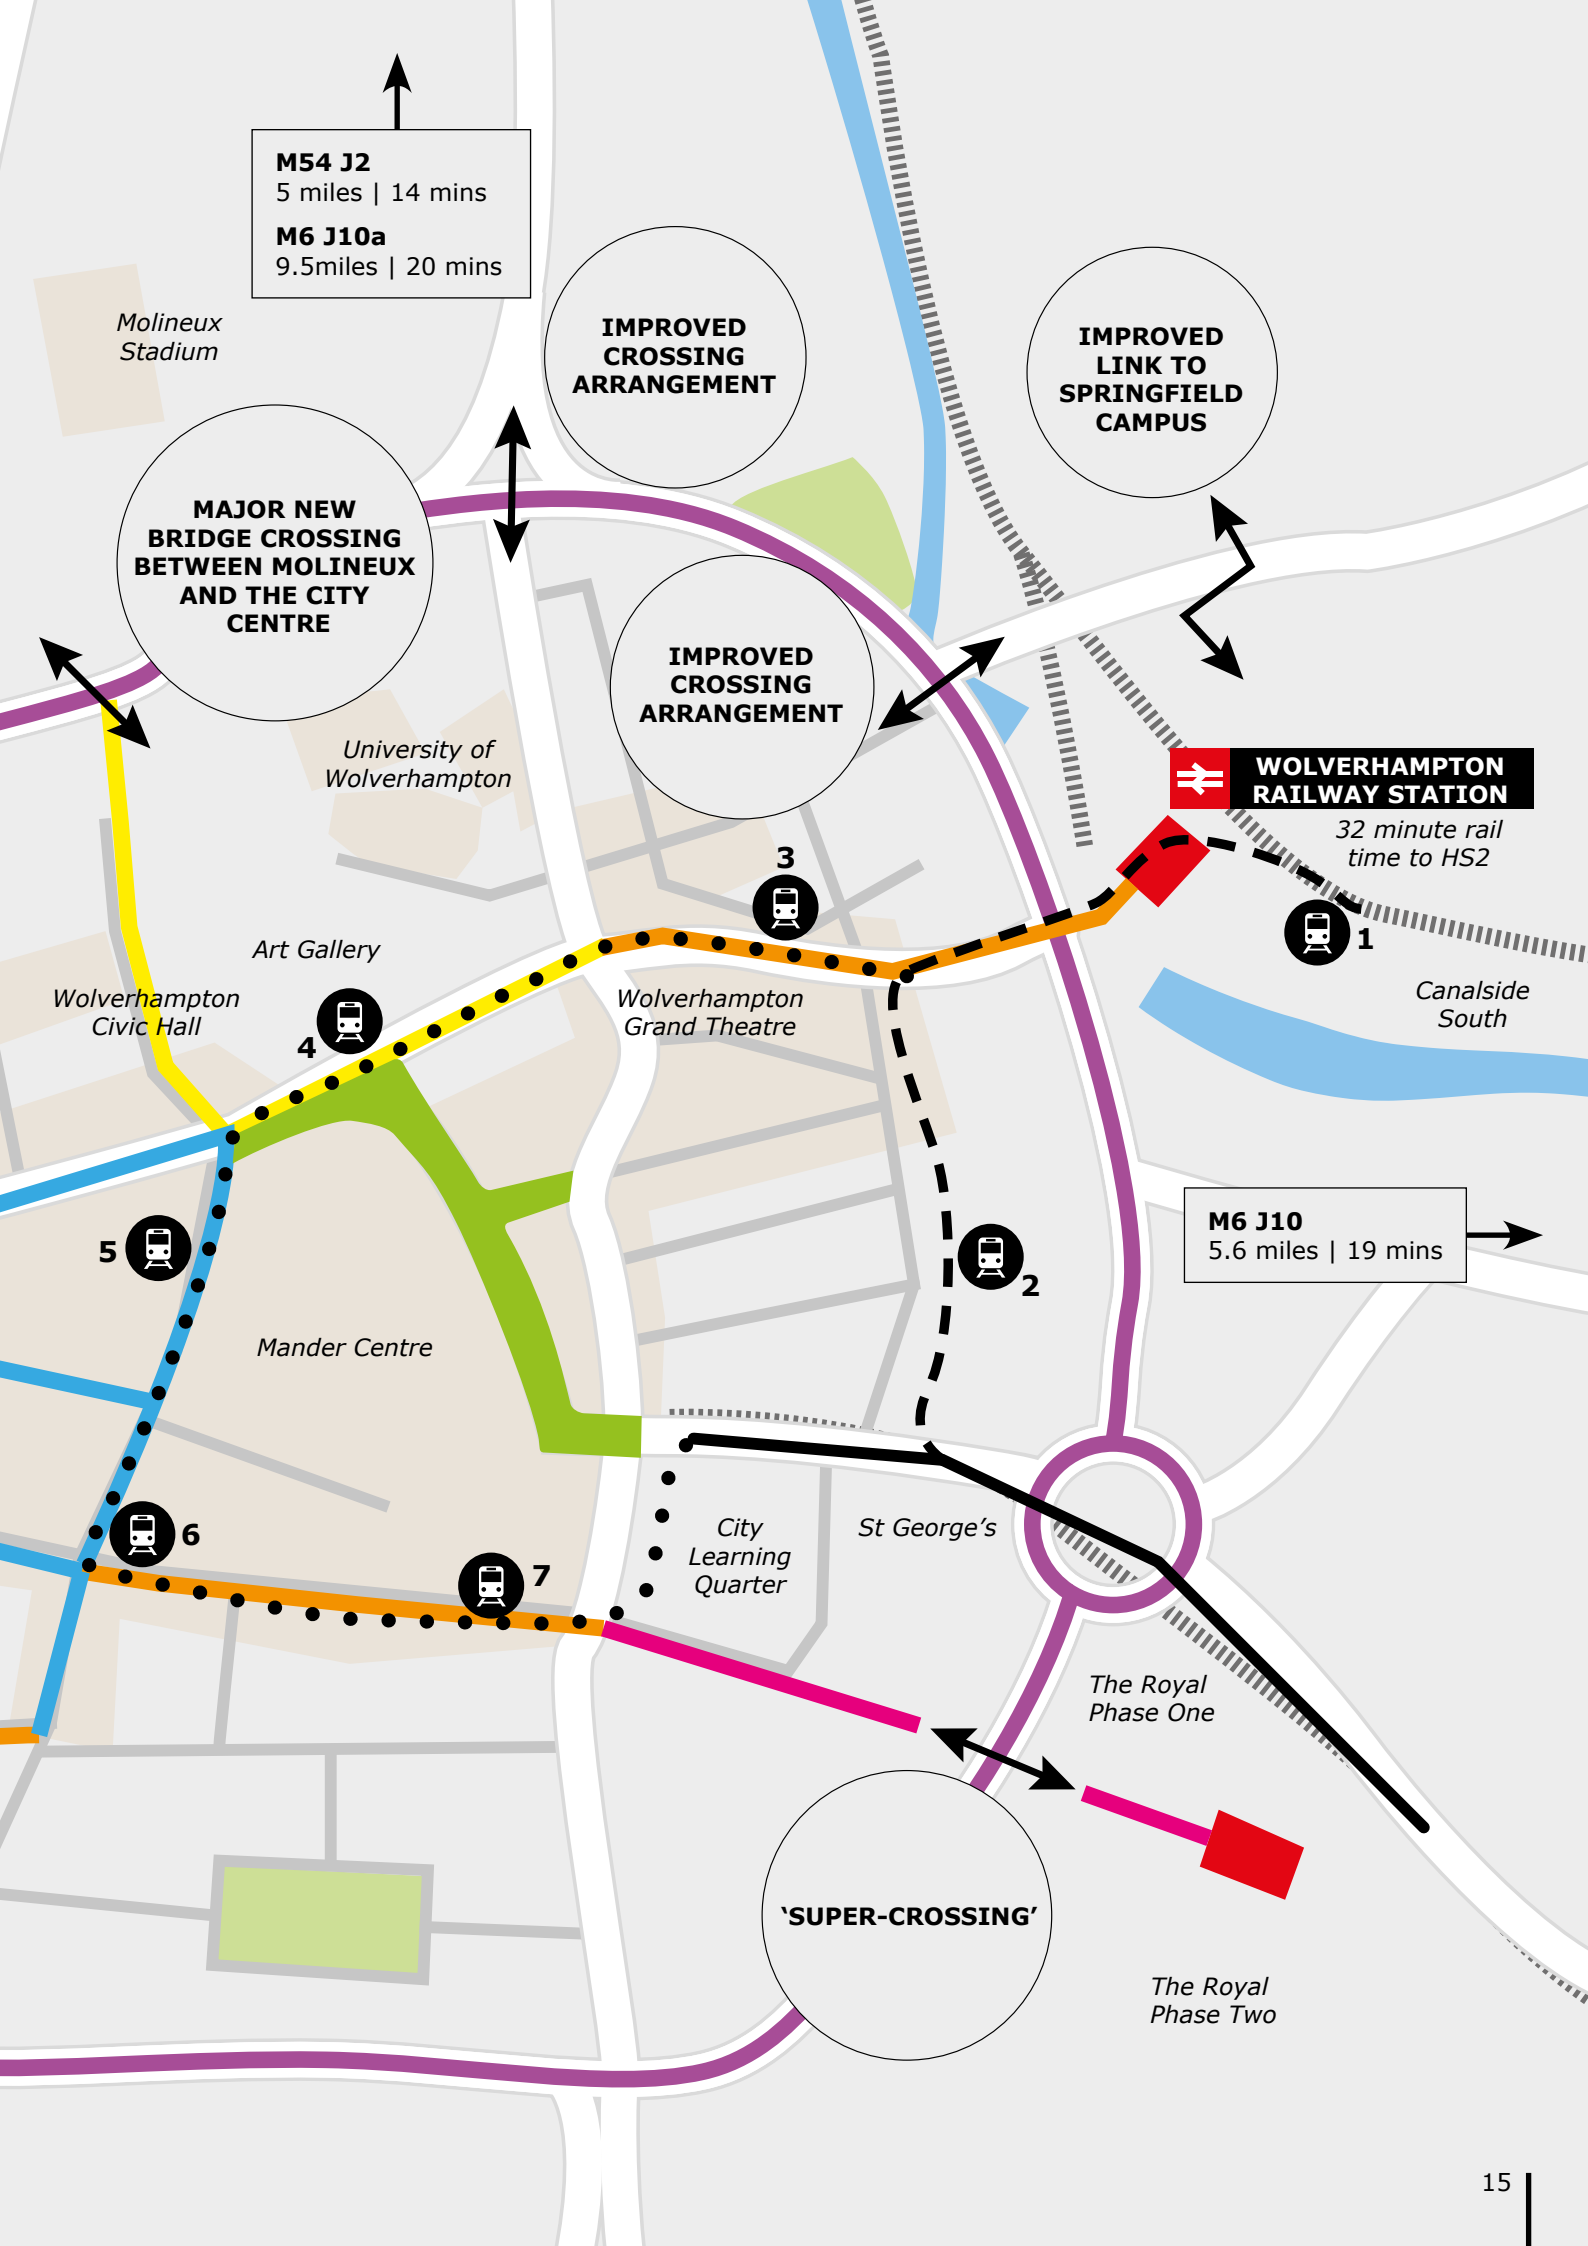 M54 J2
5 miles | 14 mins
M6 J10a
9.5miles | 20 mins
Molineux
Stadium
IMPROVED
CROSSING
ARRANGEMENT
IMPROVED
LINK TO
SPRINGFIELD
CAMPUS
MAJOR NEW
BRIDGE CROSSING
BETWEEN MOLINEUX
AND THE CITY
CENTRE
IMPROVED
CROSSING
ARRANGEMENT
University of
Wolverhampton
WOLVERHAMPTON
RAILWAY STATION
32 minute rail
time to HS2
3
1
Art Gallery
Wolverhampton
Civic Hall
4
Wolverhampton
Grand Theatre
Canalside
South
M6 J10
5.6 miles | 19 mins
5
2
Mander Centre
6
7
City
Learning
Quarter
St George’s
The Royal
Phase One
‘SUPER-CROSSING’
The Royal
Phase Two
15